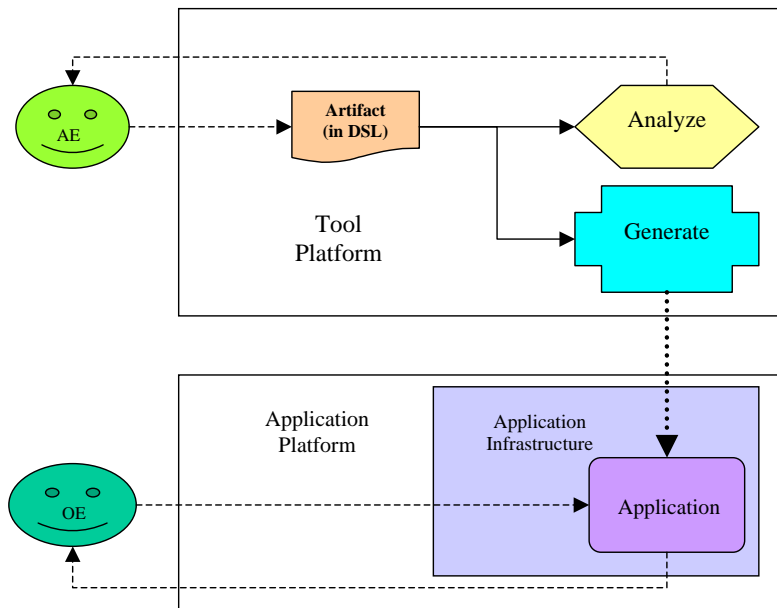 AE
Artifact
(in DSL)
Analyze
Tool
Platform
Generate
Application
Platform
Application
Infrastructure
OE
Application